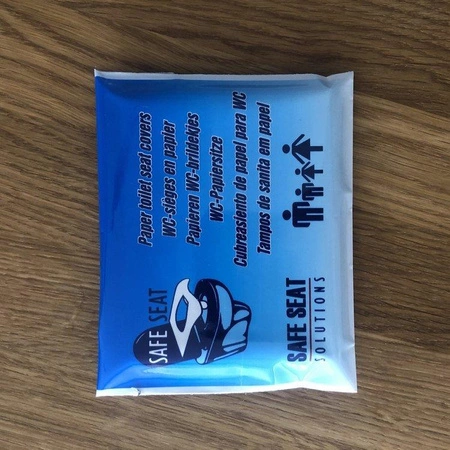 SAFE SEAT
Paper toilet seat covers
WC-sièges en papier
Papieren WC-brildekjes
WC-Papiersitze
Cubreasiento de papel para WC
Tampos de sanita em papel
SAFE SEAT
SOLUTIONS